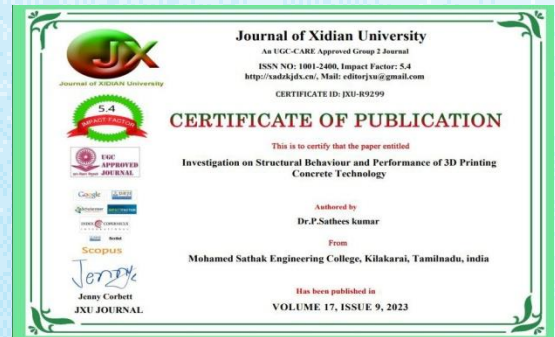 Journal of Xidian University
An UGC-CARE Approved Group 2 Journal
ISSN NO: 1001-2400, Impact Factor: 5.4
http://xadzkjdx.cn/, Mail: editorjxu@gmail.com
CERTIFICATE ID: JXU-R9299
JX
Journal of XIDIAN University
5.4
IMPACT FACTOR
CERTIFICATE OF PUBLICATION
This is to certify that the paper entitled
Investigation on Structural Behaviour and Performance of 3D Printing
Concrete Technology
UGC
APPROVED
JOURNAL
Google
Authored by
Dr.P.Sathees kumar
From
Mohamed Sathak Engineering College, Kilakarai, Tamilnadu, india
Scopus
Jenny Corbett
JXU JOURNAL
Has been published in
VOLUME 17, ISSUE 9, 2023